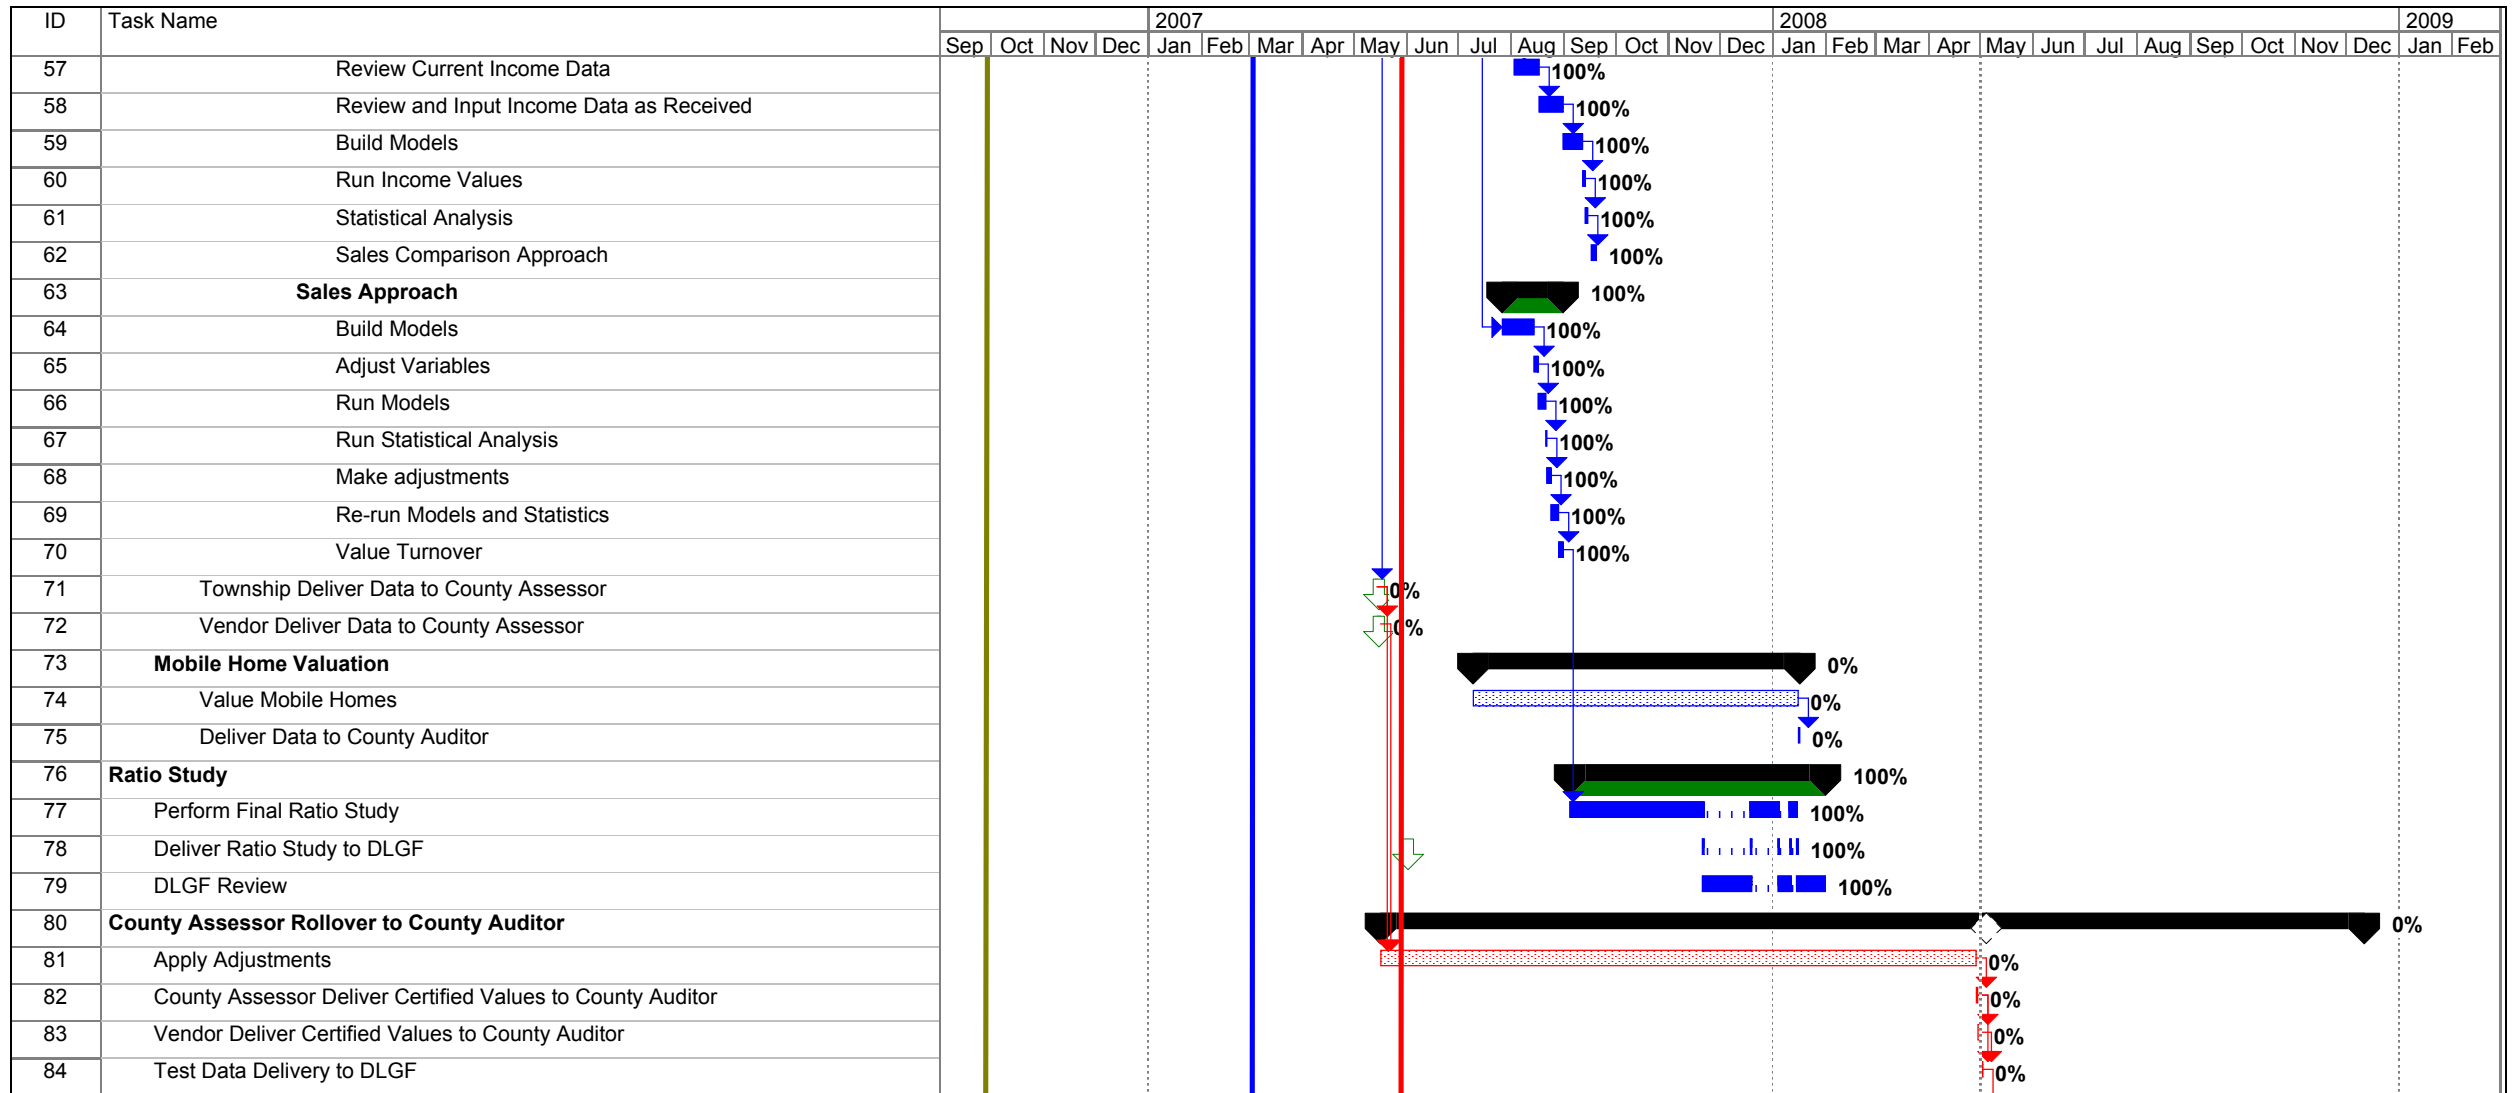 ID Task Name 2007 2008 2009
Sep Oct Nov Dec Jan Feb Mar Apr May Jun Jul Aug Sep Oct Nov Dec Jan Feb Mar Apr May Jun Jul Aug Sep Oct Nov Dec Jan Feb
57 Review Current Income Data 100%
58 Review and Input Income Data as Received 100%
59 Build Models 100%
60 Run Income Values 100%
61 Statistical Analysis 100%
62 Sales Comparison Approach 100%
63 Sales Approach 100%
64 Build Models 100%
65 Adjust Variables 100%
66 Run Models 100%
67 Run Statistical Analysis 100%
68 Make adjustments 100%
69 Re-run Models and Statistics 100%
70 Value Turnover 100%
71 Township Deliver Data to County Assessor 0%
72 Vendor Deliver Data to County Assessor 0%
73 Mobile Home Valuation 0%
74 Value Mobile Homes 0%
75 Deliver Data to County Auditor 0%
76 Ratio Study 100%
77 Perform Final Ratio Study 100%
78 Deliver Ratio Study to DLGF 100%
79 DLGF Review 100%
80 County Assessor Rollover to County Auditor 0%
81 Apply Adjustments 0%
82 County Assessor Deliver Certified Values to County Auditor 0%
83 Vendor Deliver Certified Values to County Auditor 0%
84 Test Data Delivery to DLGF 0%